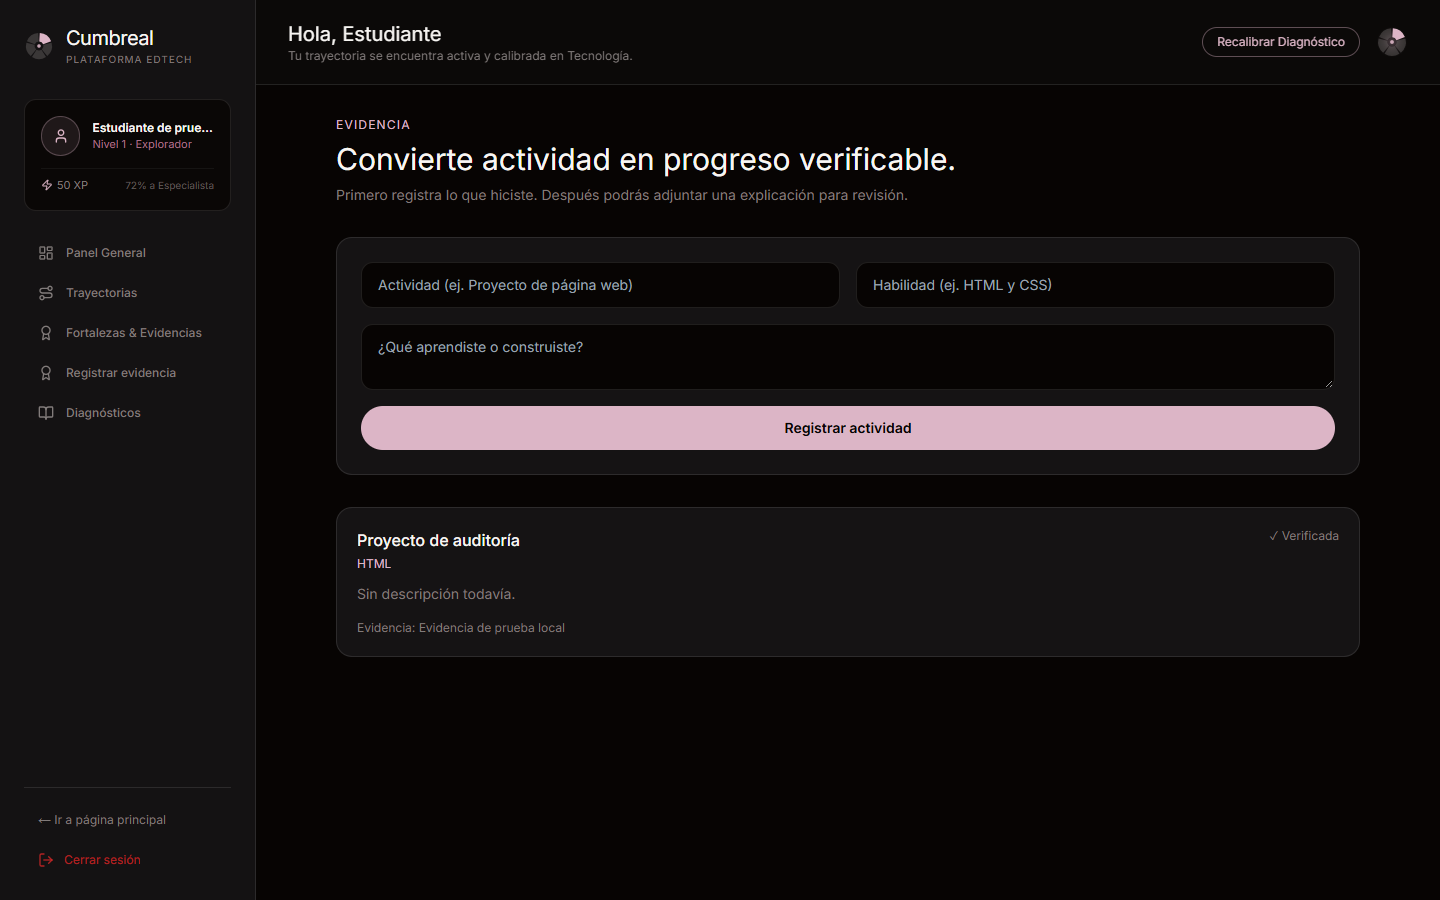 Cumbreal
PLATAFORMA EDTECH
Estudiante de prue...
Nivel 1 · Explorador
50 XP
72% a Especialista
Panel General
Trayectorias
Fortalezas & Evidencias
Registrar evidencia
Diagnósticos
← Ir a página principal
Cerrar sesión
Hola, Estudiante
Tu trayectoria se encuentra activa y calibrada en Tecnología.
Recalibrar Diagnóstico
EVIDENCIA
Convierte actividad en progreso verificable.
Primero registra lo que hiciste. Después podrás adjuntar una explicación para revisión.
Actividad (ej. Proyecto de página web)
Habilidad (ej. HTML y CSS)
¿Qué aprendiste o construiste?
Registrar actividad
Proyecto de auditoría
✓ Verificada
HTML
Sin descripción todavía.
Evidencia: Evidencia de prueba local